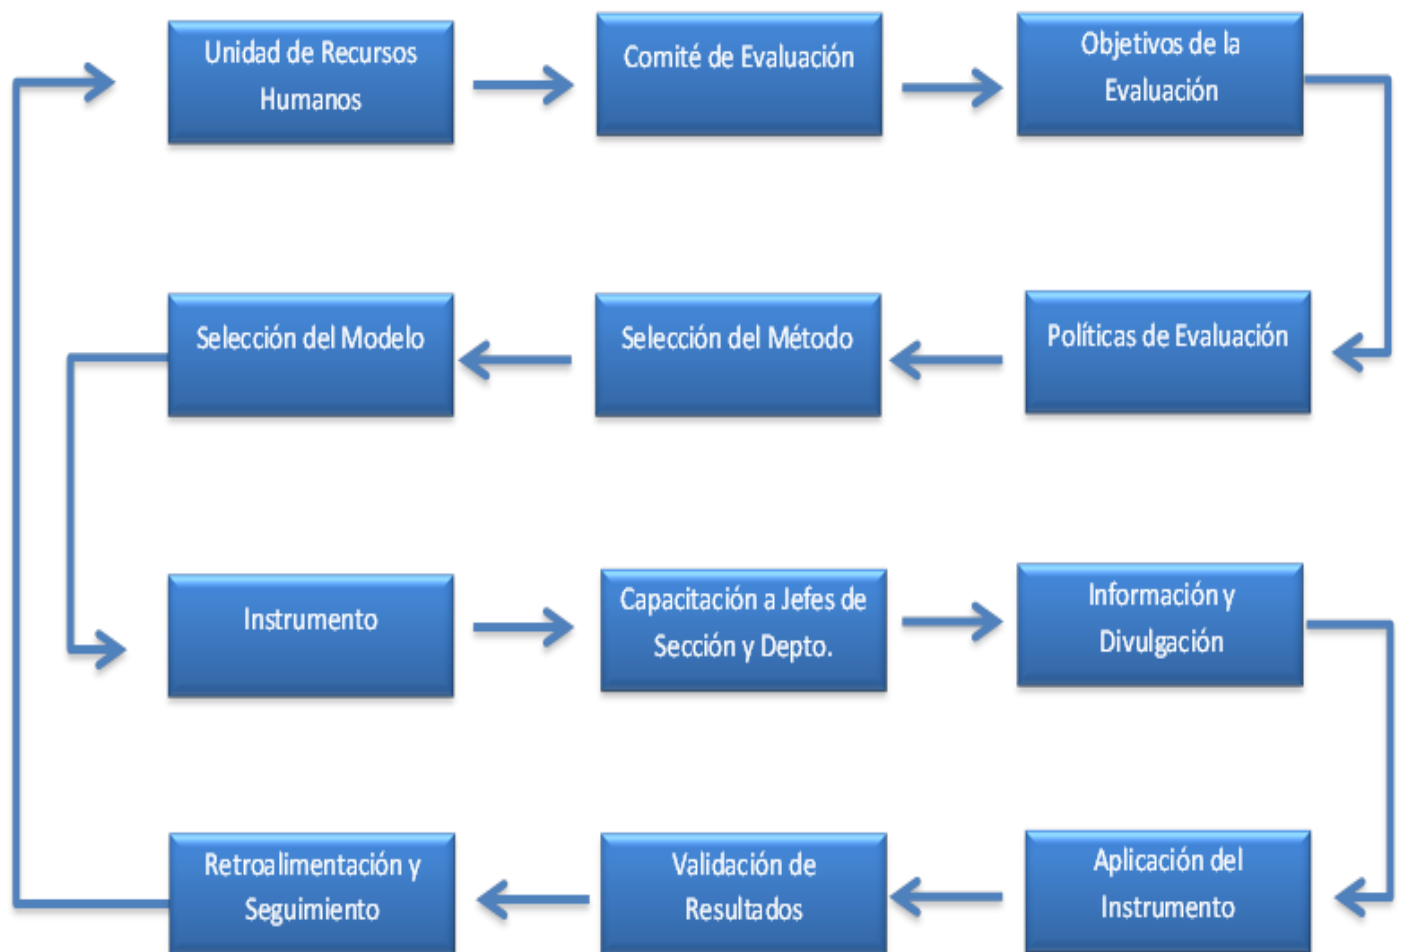 Unidad de Recursos
Humanos
Comité de Evaluación
Objetivos de la
Evaluación
Políticas de Evaluación
Selección del Método
Selección del Modelo
Instrumento
Capacitación a Jefes de
Sección y Depto.
Información y
Divulgación
Aplicación del
Instrumento
Validación de
Resultados
Retroalimentación y
Seguimiento